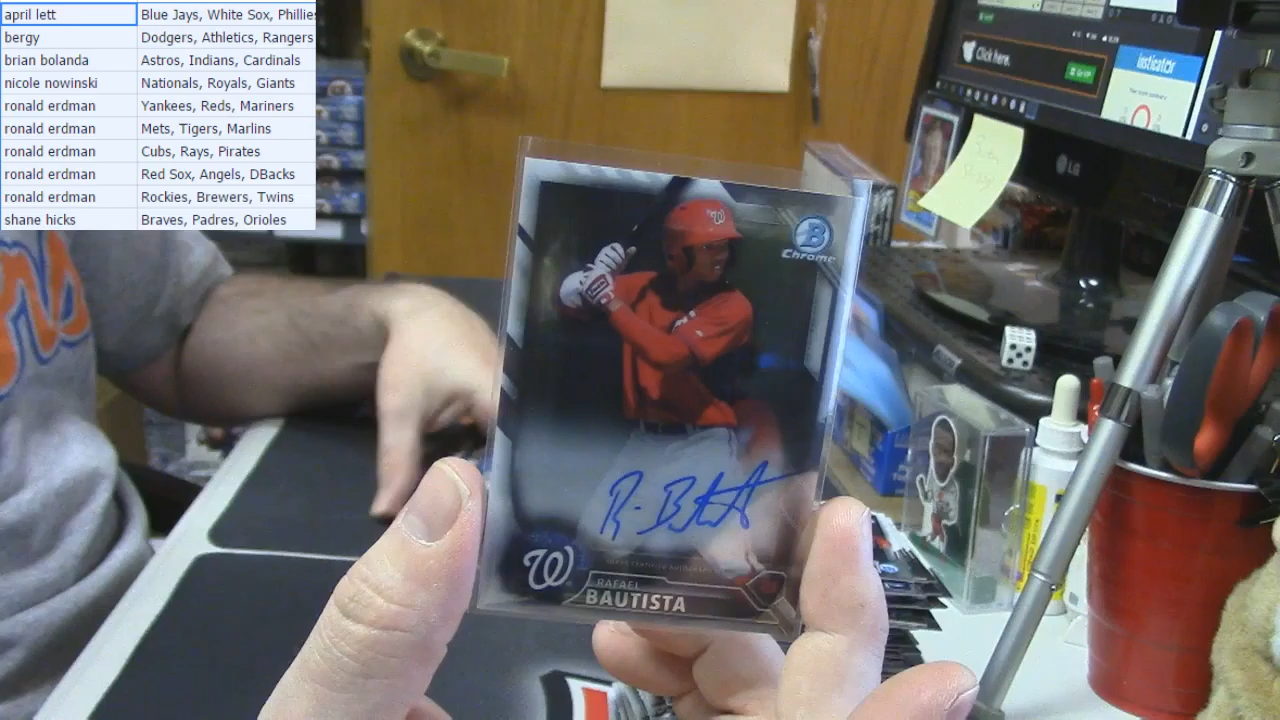 april lett Blue Jays, White Sox, Phillies
bergy Dodgers, Athletics, Rangers
brian bolanda Astros, Indians, Cardinals
nicole nowinski Nationals, Royals, Giants
ronald erdman Yankees, Reds, Mariners
ronald erdman Mets, Tigers, Marlins
ronald erdman Cubs, Rays, Pirates
ronald erdman Red Sox, Angels, DBacks
ronald erdman Rockies, Brewers, Twins
shane hicks Braves, Padres, Orioles
Click here.
Insticator
LG
W
B
Chrome
W
RAFAEL
BAUTISTA